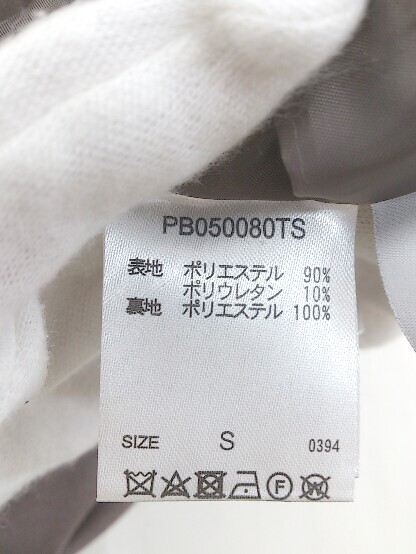 PB050080TS
表地 ポリエステル 90%
ポリウレタン 10%
裏地 ポリエステル 100%
SIZE S 0394
F W